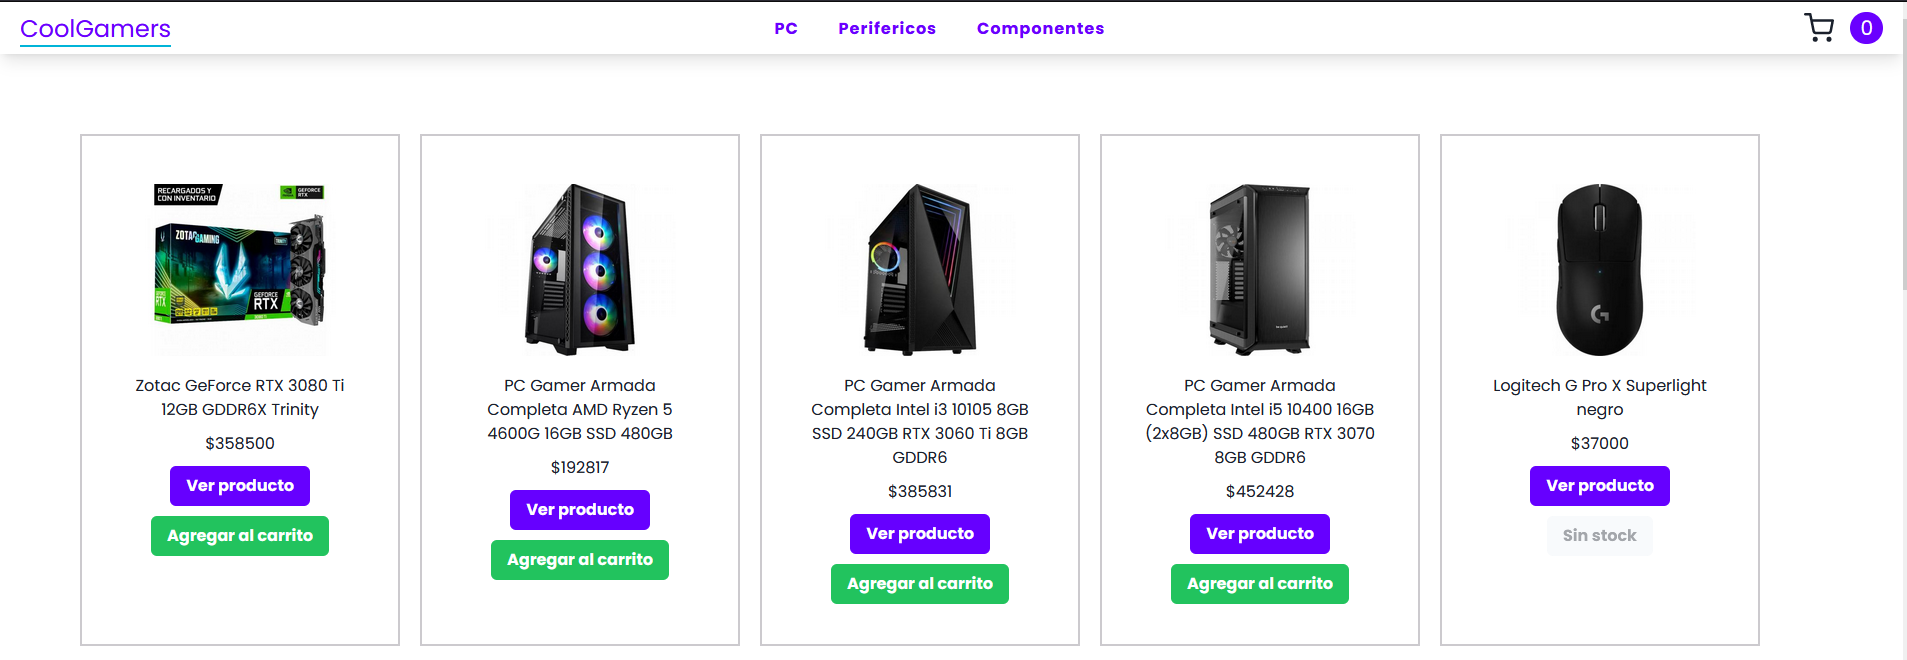 CoolGamers
PC
Perifericos
Componentes
0
RECARGADOS Y
CON INVENTARIO
GEFORCE
RTX
ZOTAC GAMING
GEFORCE
RTX
Zotac GeForce RTX 3080 Ti
12GB GDDR6X Trinity
$358500
Ver producto
Agregar al carrito
PC Gamer Armada
Completa AMD Ryzen 5
4600G 16GB SSD 480GB
$192817
Ver producto
Agregar al carrito
PC Gamer Armada
Completa Intel i3 10105 8GB
SSD 240GB RTX 3060 Ti 8GB
GDDR6
$385831
Ver producto
Agregar al carrito
PC Gamer Armada
Completa Intel i5 10400 16GB
(2x8GB) SSD 480GB RTX 3070
8GB GDDR6
$452428
Ver producto
Agregar al carrito
Logitech G Pro X Superlight
negro
$37000
Ver producto
Sin stock